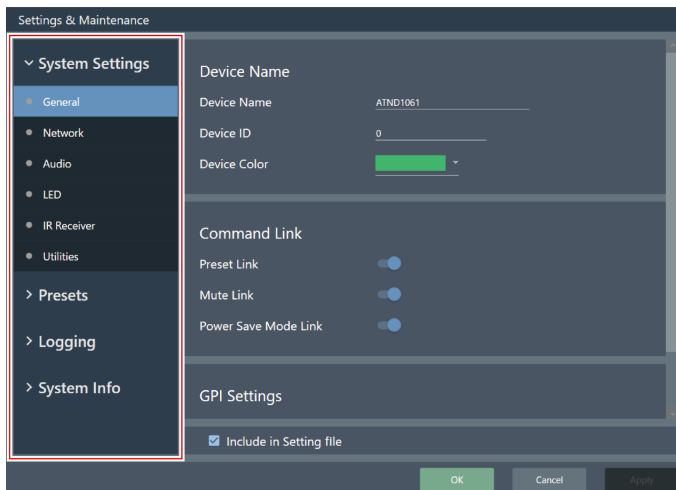 Settings & Maintenance
System Settings
General
Network
Audio
LED
IR Receiver
Utilities
Presets
Logging
System Info
Device Name
Device Name ATND1061
Device ID 0
Device Color
Command Link
Preset Link
Mute Link
Power Save Mode Link
GPI Settings
Include in Setting file
OK Cancel Apply